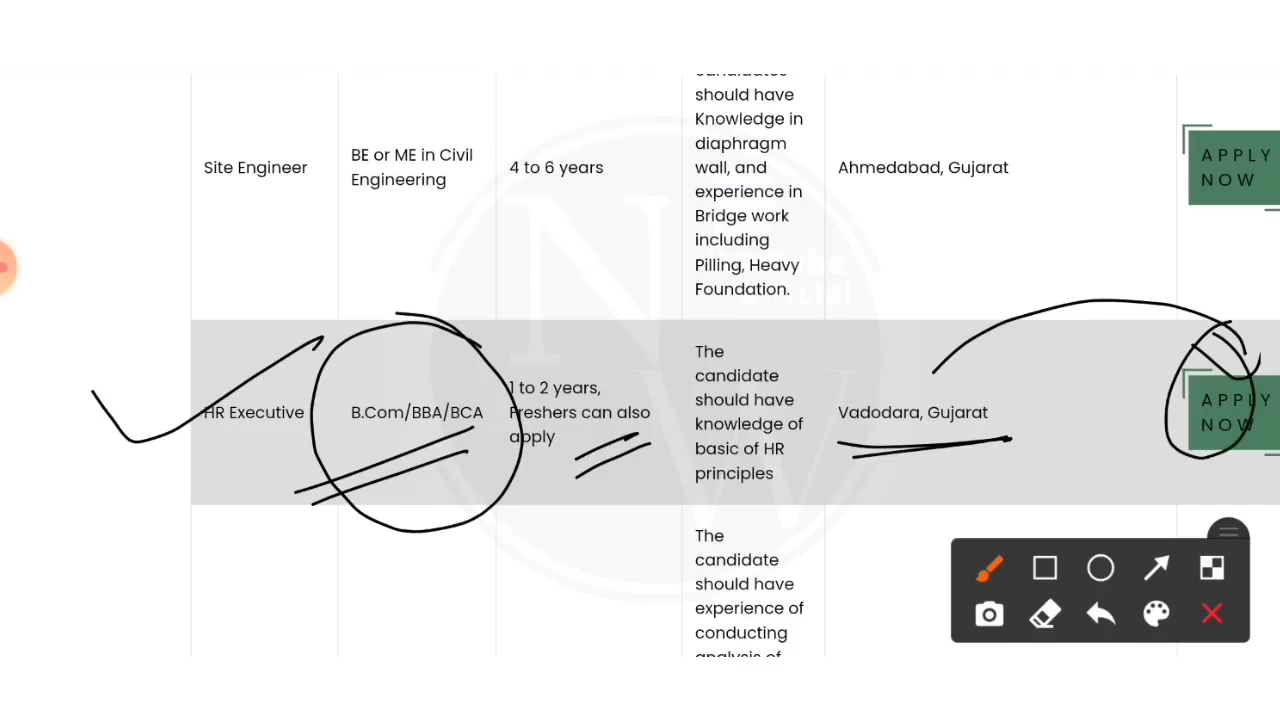 should have
Knowledge in
diaphragm
wall, and
experience in
Bridge work
including
Pilling, Heavy
Foundation.
Site Engineer
BE or ME in Civil
Engineering
4 to 6 years
Ahmedabad, Gujarat
APPLY
NOW
HR Executive
B.Com/BBA/BCA
1 to 2 years,
Freshers can also
apply
The
candidate
should have
knowledge of
basic of HR
principles
Vadodara, Gujarat
APPLY
NOW
The
candidate
should have
experience of
conducting
N
W